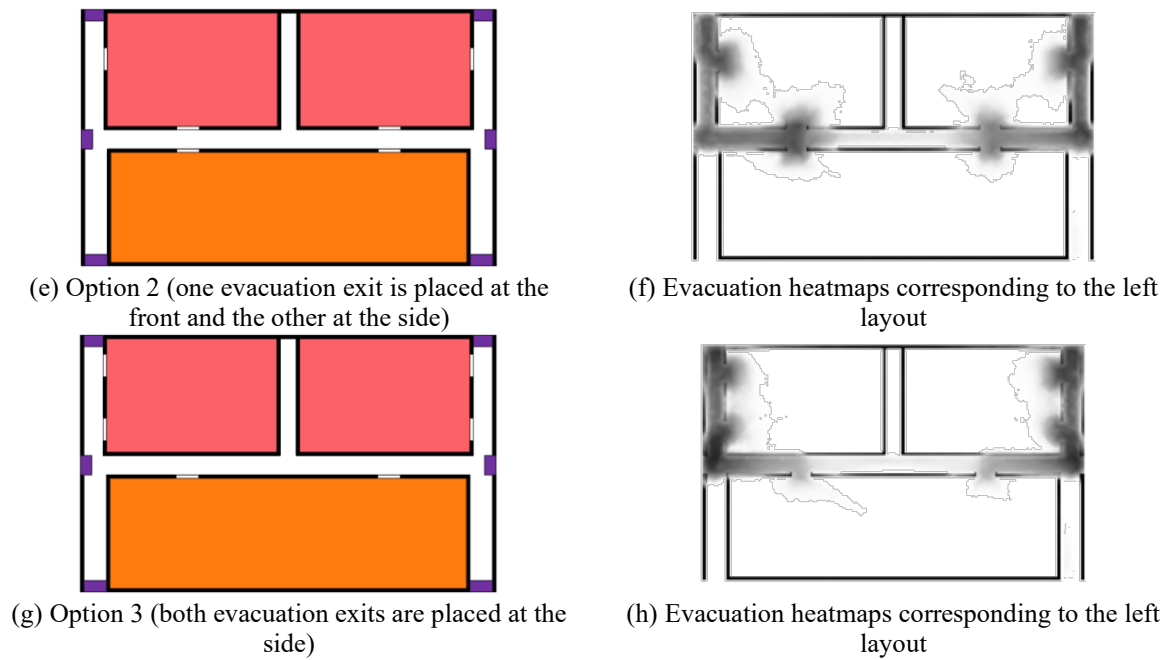 (e) Option 2 (one evacuation exit is placed at the
front and the other at the side)
(f) Evacuation heatmaps corresponding to the left
layout
(g) Option 3 (both evacuation exits are placed at the
side)
(h) Evacuation heatmaps corresponding to the left
layout